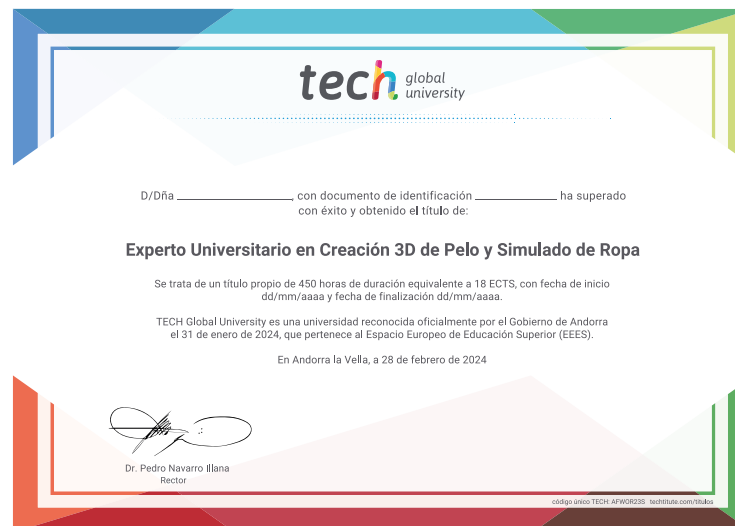 tech global university
D/Dña ____________________, con documento de identificación ______________ ha superado
con éxito y obtenido el título de:
Experto Universitario en Creación 3D de Pelo y Simulado de Ropa
Se trata de un título propio de 450 horas de duración equivalente a 18 ECTS, con fecha de inicio
dd/mm/aaaa y fecha de finalización dd/mm/aaaa.
TECH Global University es una universidad reconocida oficialmente por el Gobierno de Andorra
el 31 de enero de 2024, que pertenece al Espacio Europeo de Educación Superior (EEES).
En Andorra la Vella, a 28 de febrero de 2024
Dr. Pedro Navarro Illana
Rector
código único TECH: AFWOR23S techtitute.com/titulos